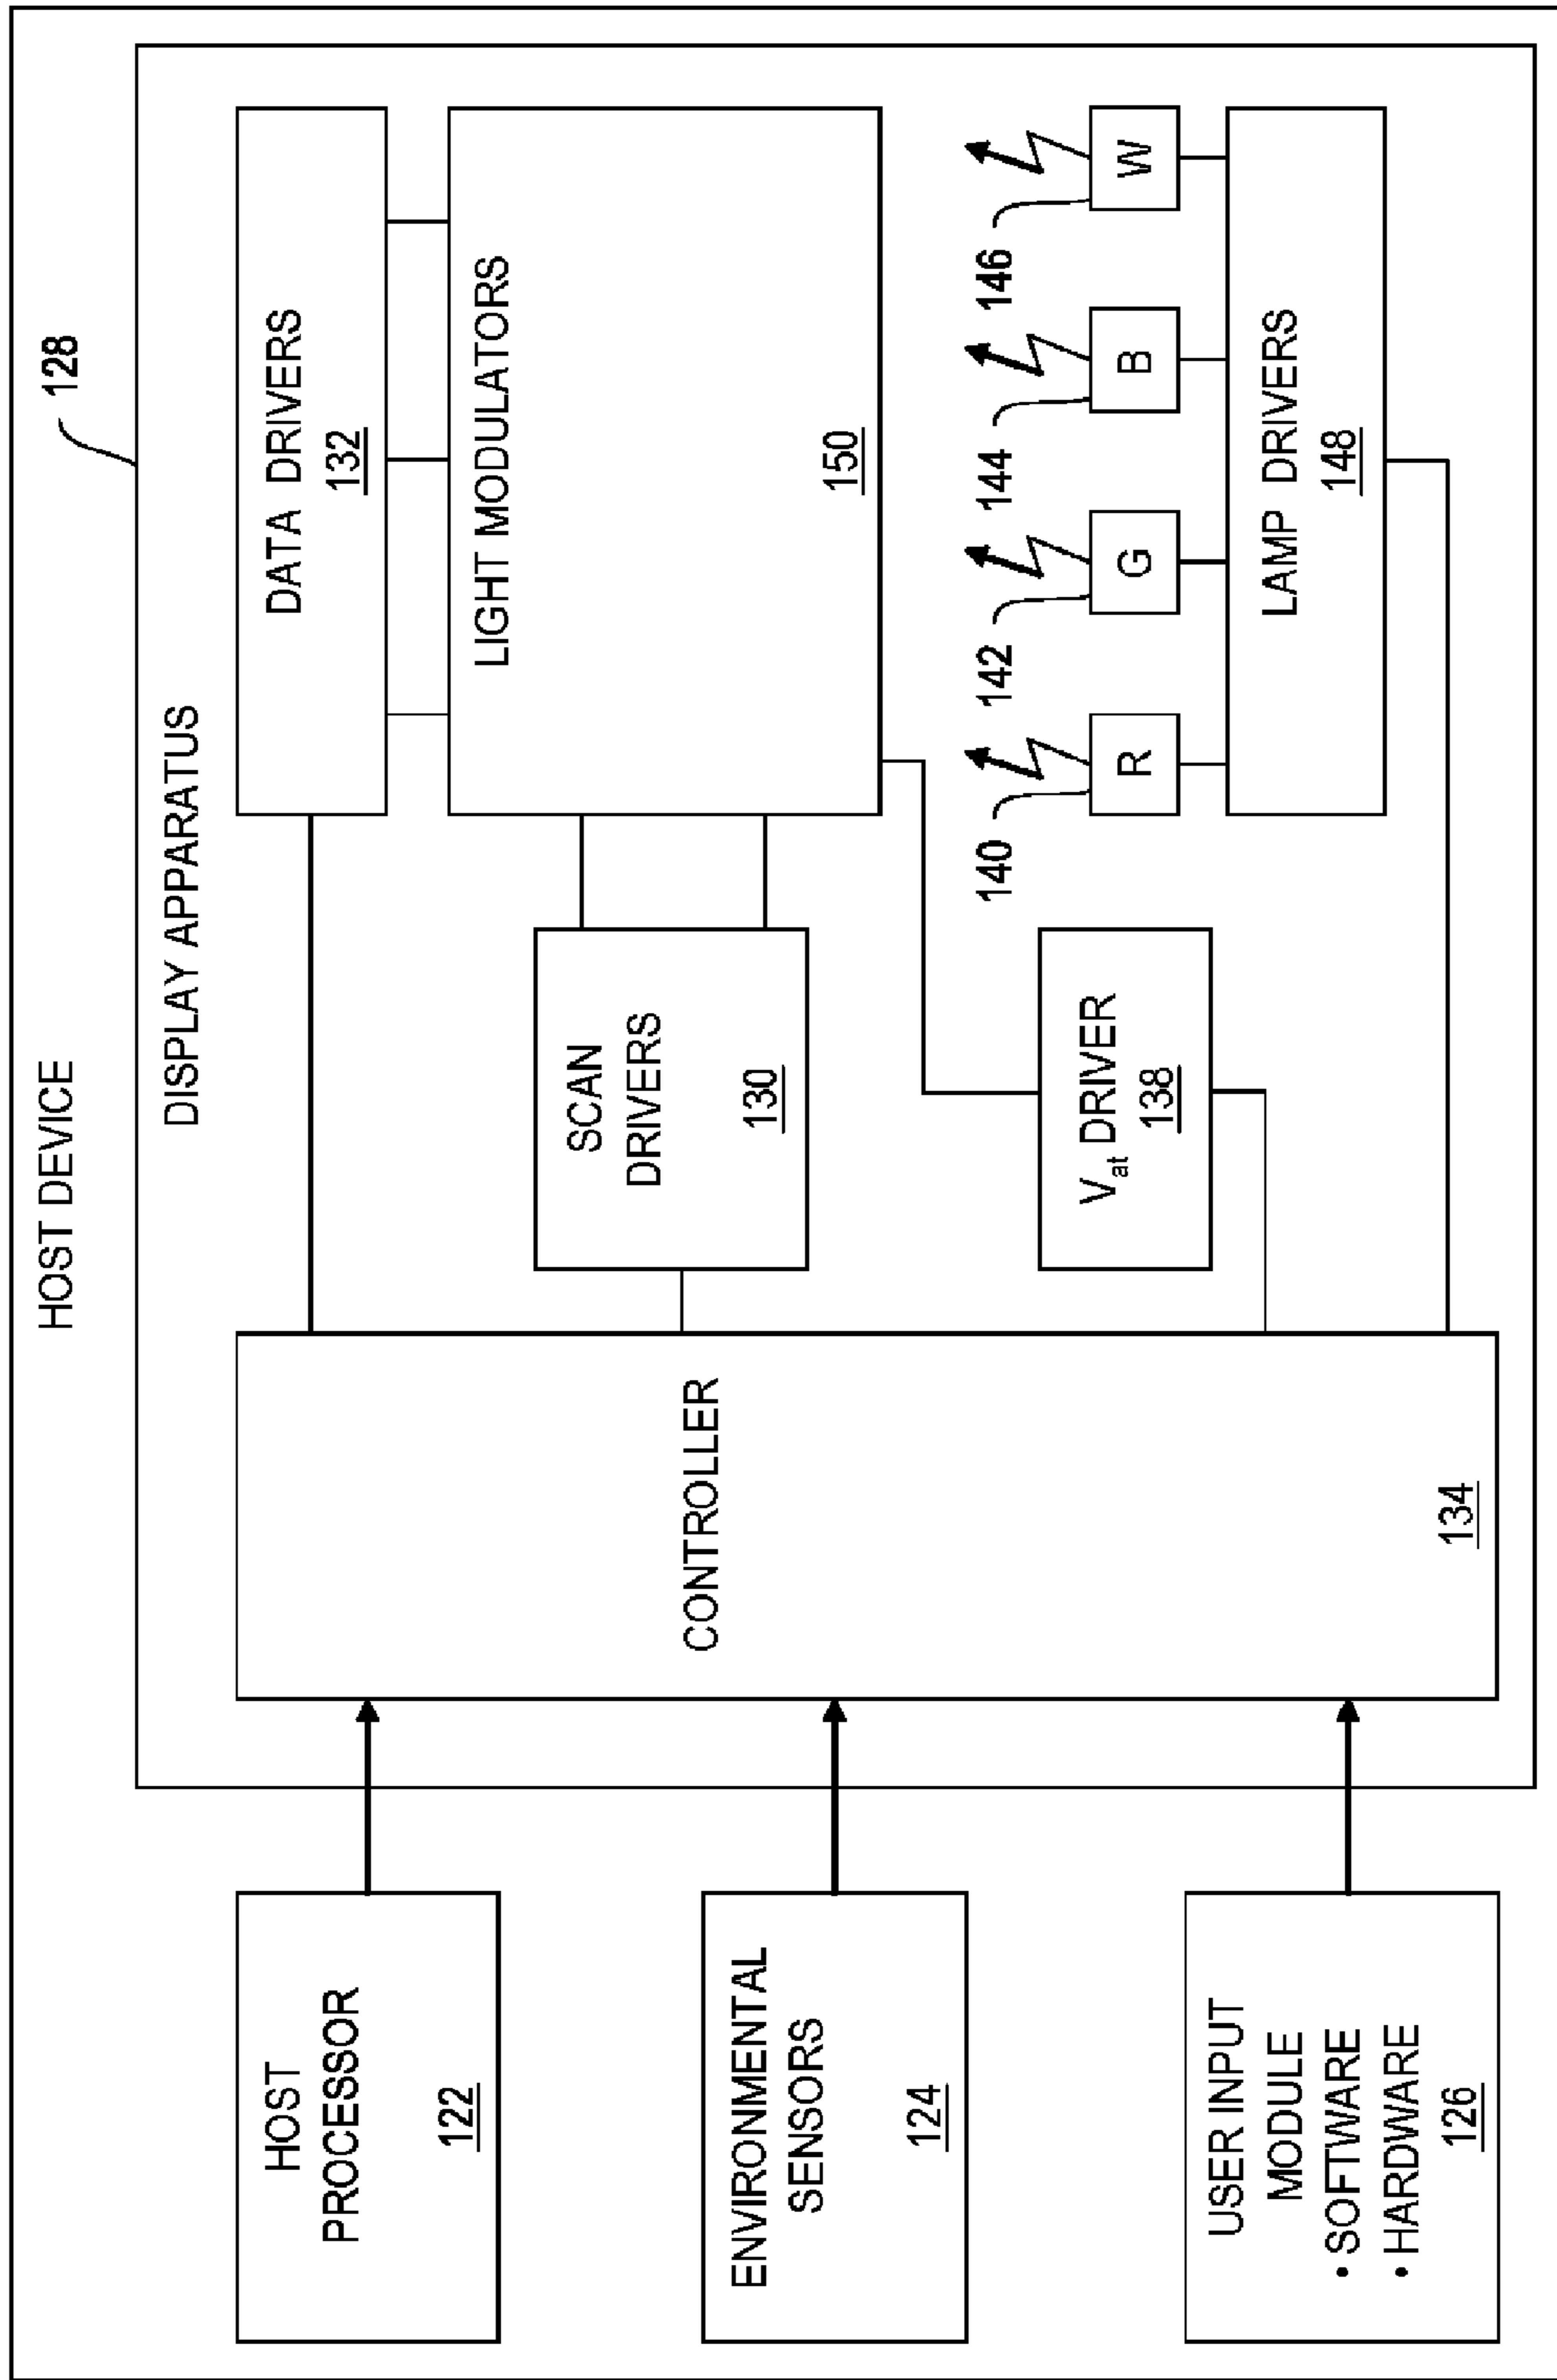 HOST DEVICE
128
DISPLAY APPARATUS
HOST
PROCESSOR
122
ENVIRONMENTAL
SENSORS
124
USER INPUT
MODULE
• SOFTWARE
• HARDWARE
126
CONTROLLER
134
DATA DRIVERS
132
SCAN
DRIVERS
130
LIGHT MODULATORS
150
Vat DRIVER
138
140
142
144
146
R
G
B
W
LAMP DRIVERS
148